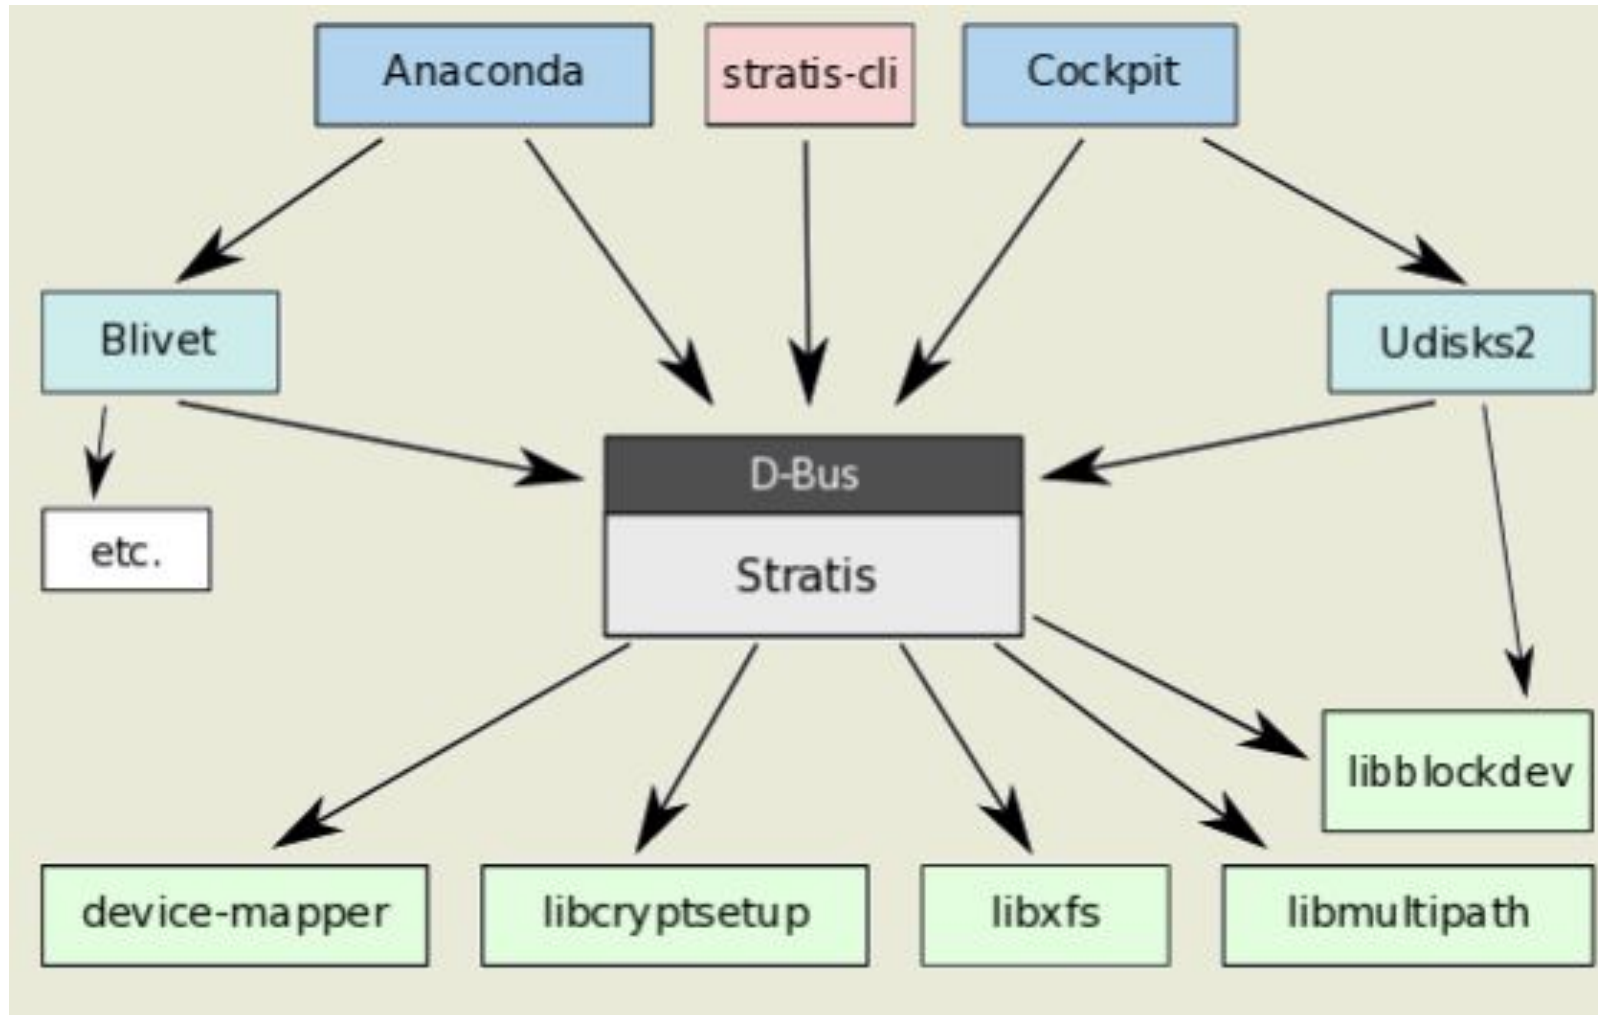 Anaconda
stratis-cli
Cockpit
Blivet
Udisks2
D-Bus
etc.
Stratis
libblockdev
device-mapper
libcryptsetup
libxfs
libmultipath